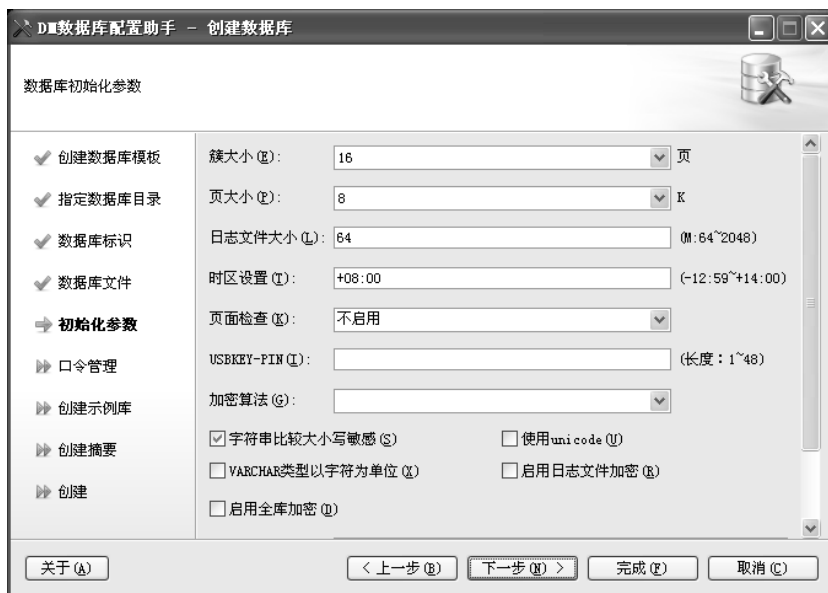 DM数据库配置助手 - 创建数据库
数据库初始化参数
创建数据库模板
指定数据库目录
数据库标识
数据库文件
初始化参数
口令管理
创建示例库
创建摘要
创建
簇大小(E): 16 页
页大小(P): 8 K
日志文件大小(L): 64 (M:64~2048)
时区设置(T): +08:00 (-12:59~+14:00)
页面检查(K): 不启用
USBKEY-PIN(I): (长度：1~48)
加密算法(G):
字符串比较大小写敏感(S) 使用unicode(U)
VARCHAR类型以字符为单位(X) 启用日志文件加密(R)
启用全库加密(D)
关于(A) < 上一步(B) 下一步(N) > 完成(F) 取消(C)